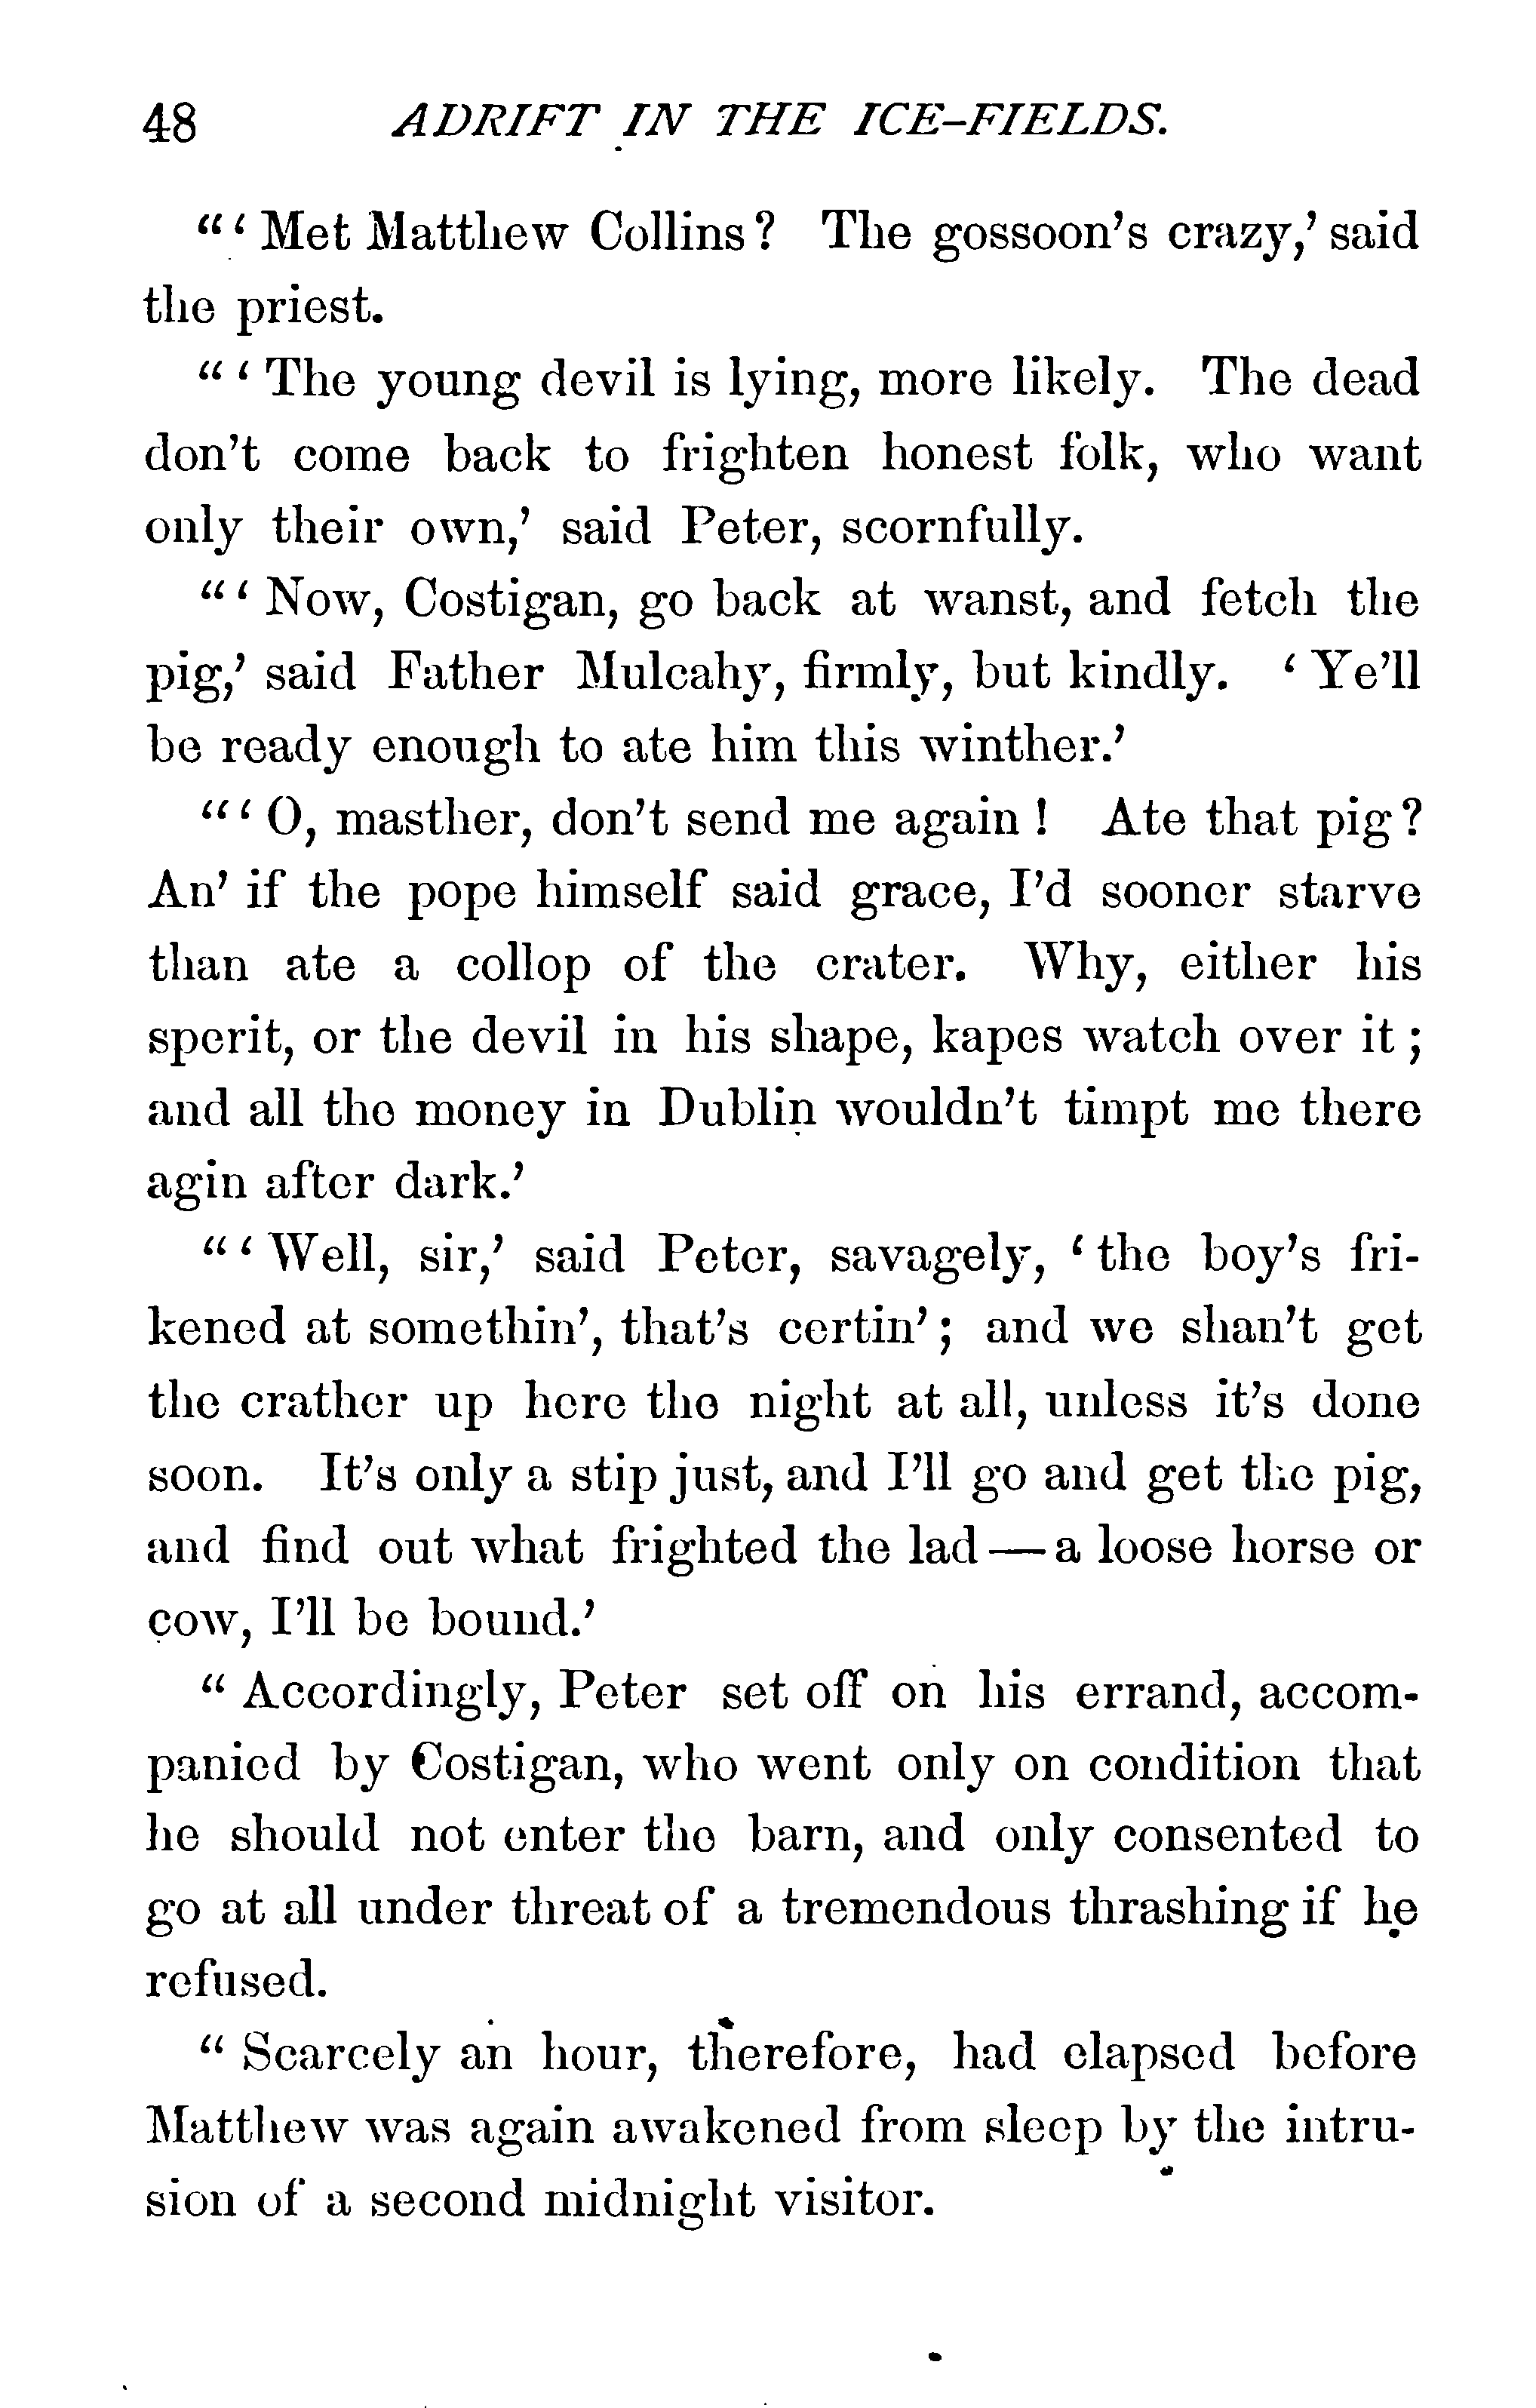 48 ADRIFT IN THE ICE-FIELDS.
“‘Met Matthew Collins? The gossoon’s crazy,’ said
the priest.
“‘The young devil is lying, more likely. The dead
don’t come back to frighten honest folk, who want
only their own,’ said Peter, scornfully.
“‘Now, Costigan, go back at wanst, and fetch the
pig,’ said Father Mulcahy, firmly, but kindly. ‘Ye’ll
be ready enough to ate him this winther.’
“‘O, masther, don’t send me again! Ate that pig?
An’ if the pope himself said grace, I’d sooner starve
than ate a collop of the crater. Why, either his
sperit, or the devil in his shape, kapes watch over it;
and all the money in Dublin wouldn’t timpt me there
agin after dark.’
“‘Well, sir,’ said Peter, savagely, ‘the boy’s fri-
kened at somethin’, that’s certin’; and we shan’t get
the crather up here the night at all, unless it’s done
soon. It’s only a stip just, and I’ll go and get the pig,
and find out what frighted the lad — a loose horse or
cow, I’ll be bound.’
“Accordingly, Peter set off on his errand, accom-
panied by Costigan, who went only on condition that
he should not enter the barn, and only consented to
go at all under threat of a tremendous thrashing if he
refused.
“Scarcely an hour, therefore, had elapsed before
Matthew was again awakened from sleep by the intru-
sion of a second midnight visitor.